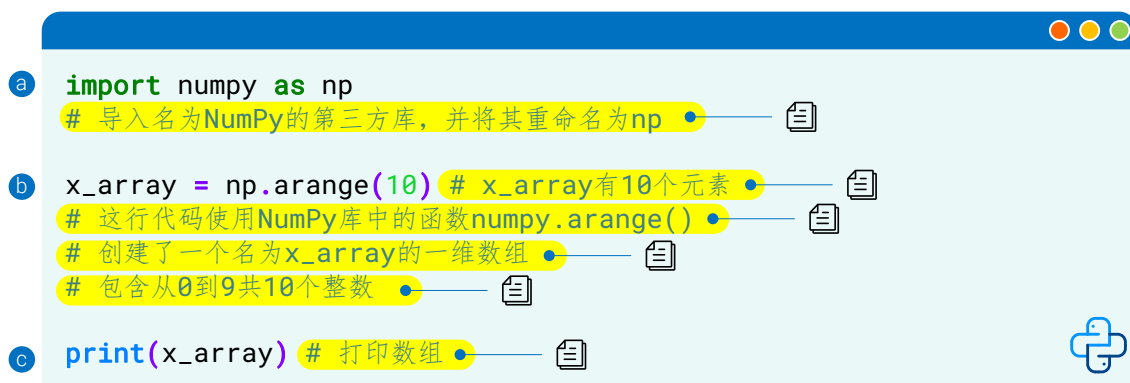 a import numpy as np
# 导入名为NumPy的第三方库，并将其重命名为np
b x_array = np.arange(10) # x_array有10个元素
# 这行代码使用NumPy库中的函数numpy.arange()
# 创建了一个名为x_array的一维数组
# 包含从0到9共10个整数
c print(x_array) # 打印数组